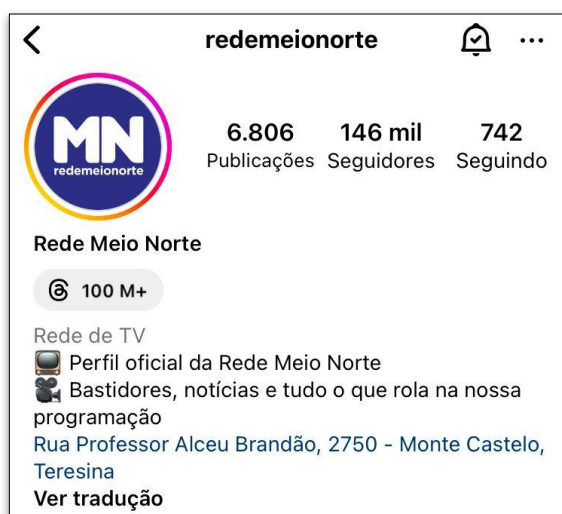 redemeionorte
MN
redemeionorte
6.806 146 mil 742
Publicações Seguidores Seguindo
Rede Meio Norte
100 M+
Rede de TV
Perfil oficial da Rede Meio Norte
Bastidores, notícias e tudo o que rola na nossa
programação
Rua Professor Alceu Brandão, 2750 - Monte Castelo,
Teresina
Ver tradução